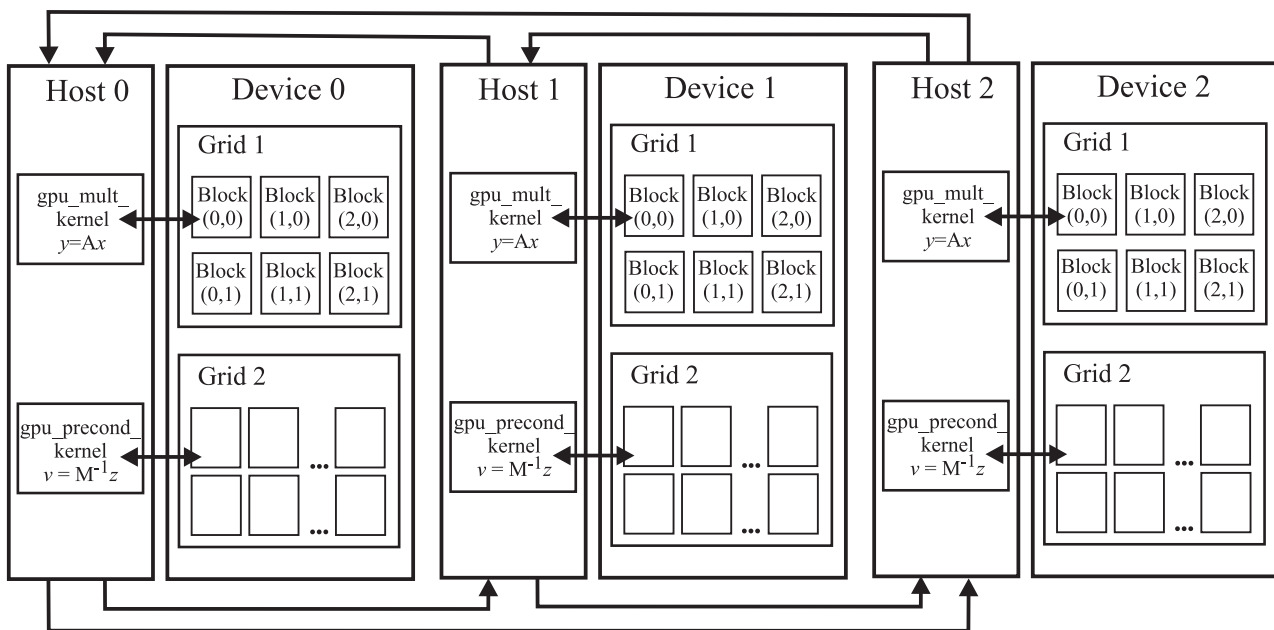 Host 0
gpu_mult_
kernel
y=Ax
gpu_precond_
kernel
v = M⁻¹z
Device 0
Grid 1
Block
(0,0)
Block
(1,0)
Block
(2,0)
Block
(0,1)
Block
(1,1)
Block
(2,1)
Grid 2
...
...
Host 1
gpu_mult_
kernel
y=Ax
gpu_precond_
kernel
v = M⁻¹z
Device 1
Grid 1
Block
(0,0)
Block
(1,0)
Block
(2,0)
Block
(0,1)
Block
(1,1)
Block
(2,1)
Grid 2
...
...
Host 2
gpu_mult_
kernel
y=Ax
gpu_precond_
kernel
v = M⁻¹z
Device 2
Grid 1
Block
(0,0)
Block
(1,0)
Block
(2,0)
Block
(0,1)
Block
(1,1)
Block
(2,1)
Grid 2
...
...